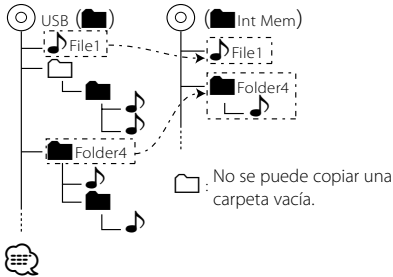 USB ( )
( Int Mem)
File1
File1
Folder4
Folder4
: No se puede copiar una
carpeta vacía.